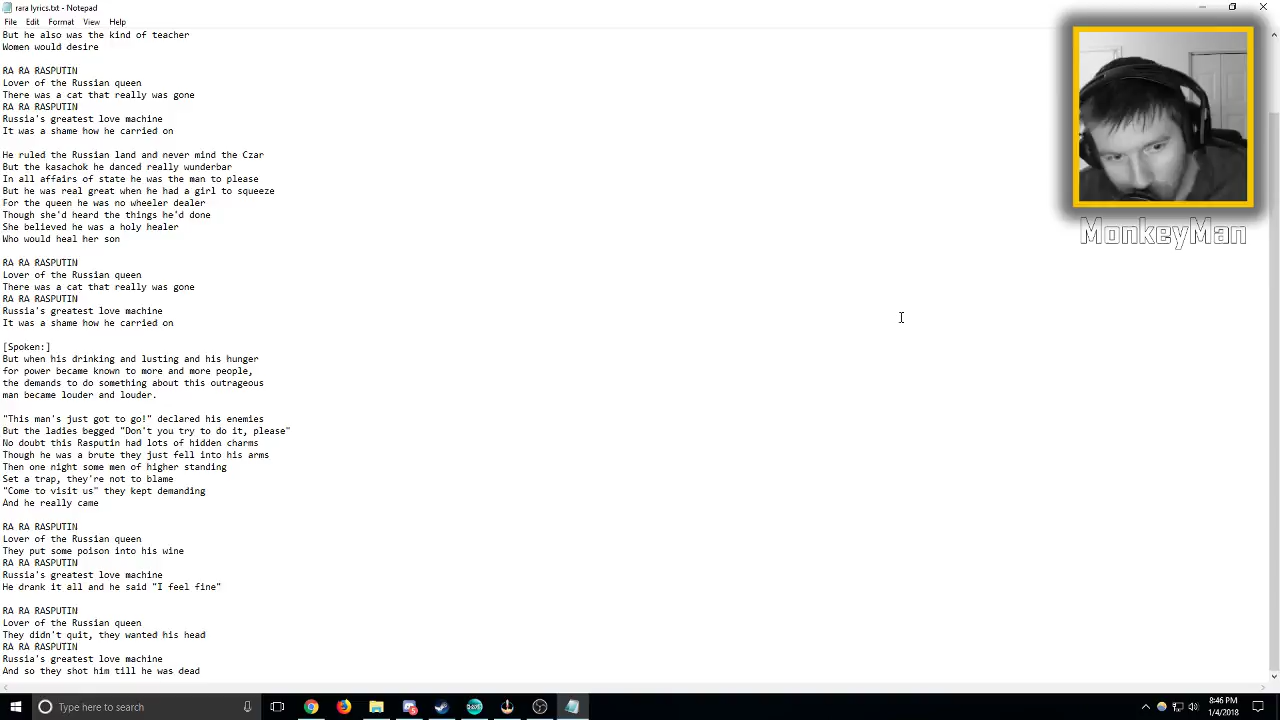 rara lyrics.txt - Notepad
File Edit Format View Help
But he also was the kind of teacher
Women would desire
RA RA RASPUTIN
Lover of the Russian queen
There was a cat that really was gone
RA RA RASPUTIN
Russia's greatest love machine
It was a shame how he carried on
He ruled the Russian land and never mind the Czar
But the kasachok he danced really wunderbar
In all affairs of state he was the man to please
But he was real great when he had a girl to squeeze
For the queen he was no wheeler dealer
Though she'd heard the things he'd done
She believed he was a holy healer
Who would heal her son
RA RA RASPUTIN
Lover of the Russian queen
There was a cat that really was gone
RA RA RASPUTIN
Russia's greatest love machine
It was a shame how he carried on
[Spoken:]
But when his drinking and lusting and his hunger
for power became known to more and more people,
the demands to do something about this outrageous
man became louder and louder.
"This man's just got to go!" declared his enemies
But the ladies begged "Don't you try to do it, please"
No doubt this Rasputin had lots of hidden charms
Though he was a brute they just fell into his arms
Then one night some men of higher standing
Set a trap, they're not to blame
"Come to visit us" they kept demanding
And he really came
RA RA RASPUTIN
Lover of the Russian queen
They put some poison into his wine
RA RA RASPUTIN
Russia's greatest love machine
He drank it all and he said "I feel fine"
RA RA RASPUTIN
Lover of the Russian queen
They didn't quit, they wanted his head
RA RA RASPUTIN
Russia's greatest love machine
And so they shot him till he was dead
MonkeyMan
Type here to search
8:46 PM
1/4/2018